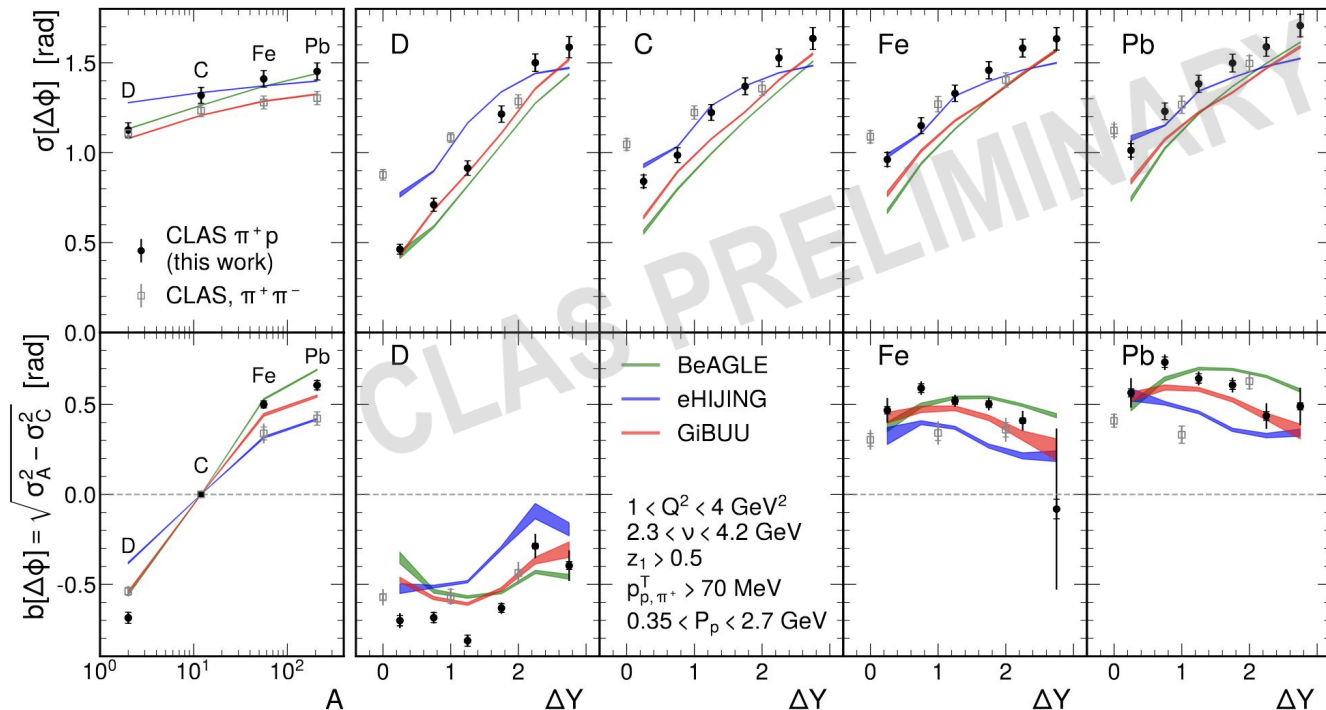 σ[Δϕ] [rad]
1.5
1.0
0.5
0.0
D
C
Fe
Pb
CLAS π⁺p
(this work)
CLAS, π⁺π⁻
D
C
Fe
Pb
CLAS PRELIMINARY
b[Δϕ] = √σ²_A − σ²_C [rad]
0.5
0.0
-0.5
D
C
Fe
Pb
10⁰
10¹
10²
A
D
0
1
2
ΔY
BeAGLE
eHIJING
GiBUU
1 < Q² < 4 GeV²
2.3 < ν < 4.2 GeV
z₁ > 0.5
p^T_{p,π⁺} > 70 MeV
0.35 < P_p < 2.7 GeV
0
1
2
ΔY
Fe
0
1
2
ΔY
Pb
0
1
2
ΔY